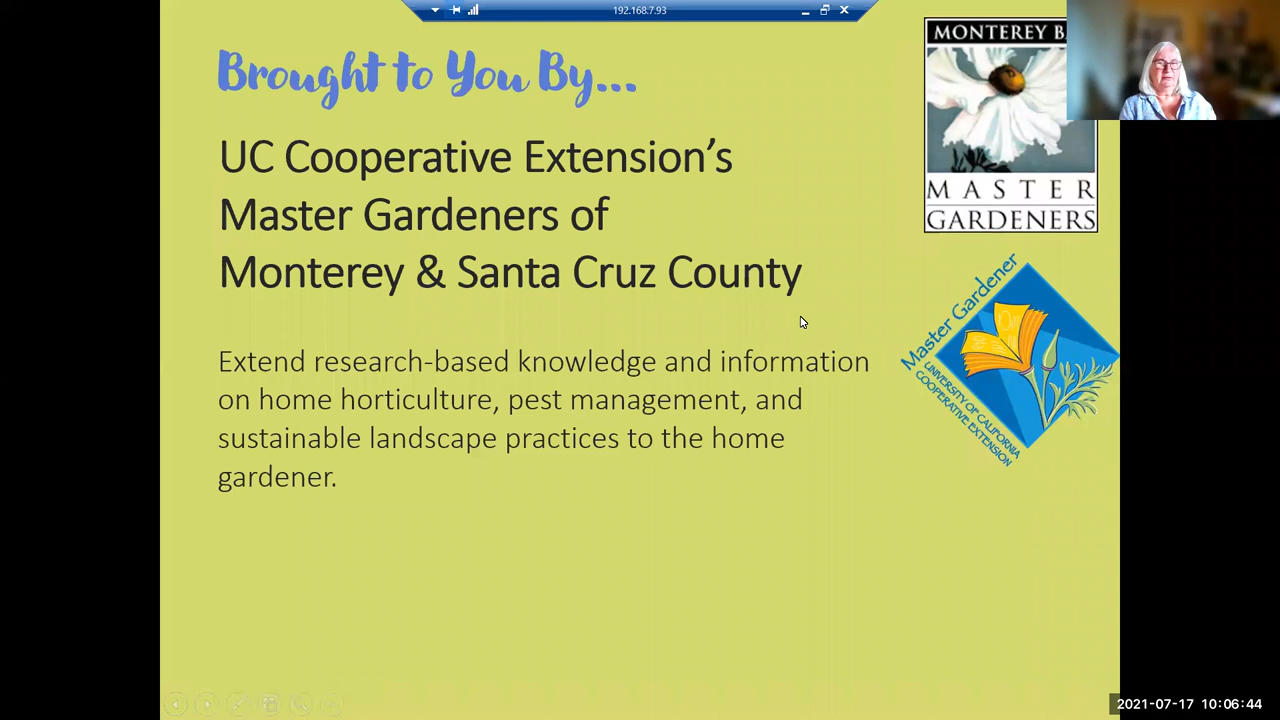 192.168.7.93
Brought to You By...
UC Cooperative Extension’s
Master Gardeners of
Monterey & Santa Cruz County
Extend research-based knowledge and information
on home horticulture, pest management, and
sustainable landscape practices to the home
gardener.
MONTEREY B
MASTER
GARDENERS
Master Gardener
UNIVERSITY OF CALIFORNIA
COOPERATIVE EXTENSION
2021-07-17 10:06:44